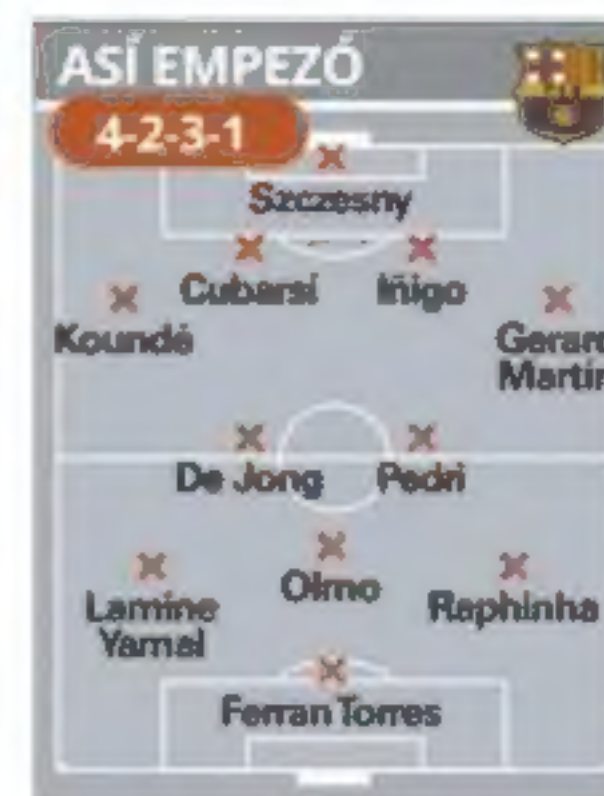 ASÍ EMPEZÓ
4-2-3-1
Szczesny
Cubarsí Iñigo
Koundé Gerard
Martín
De Jong Pedri
Olmo
Lamine Raphinha
Yamal
Ferran Torres